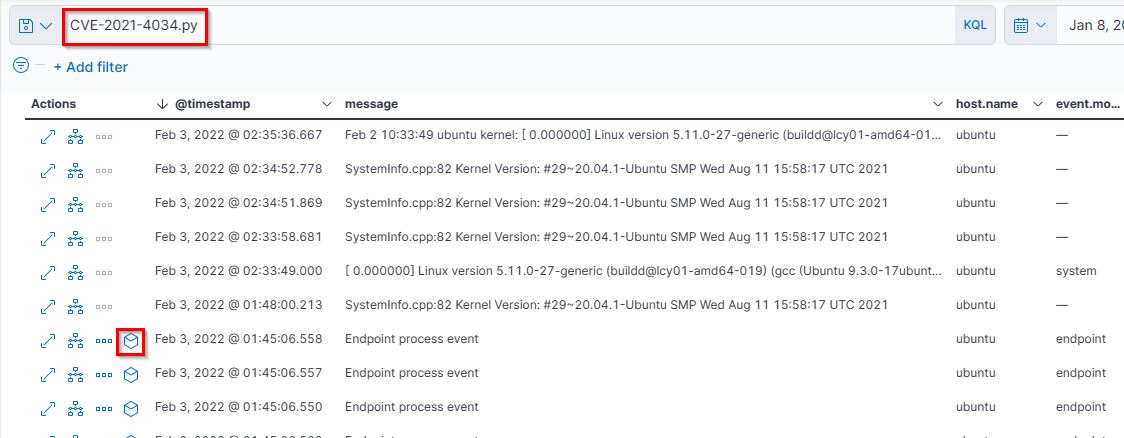 CVE-2021-4034.py KQL Jan 8, 20
+ Add filter
Actions @timestamp message host.name event.mo...
Feb 3, 2022 @ 02:35:36.667 Feb 2 10:33:49 ubuntu kernel: [ 0.000000] Linux version 5.11.0-27-generic (buildd@lcy01-amd64-01... ubuntu —
Feb 3, 2022 @ 02:34:52.778 SystemInfo.cpp:82 Kernel Version: #29~20.04.1-Ubuntu SMP Wed Aug 11 15:58:17 UTC 2021 ubuntu —
Feb 3, 2022 @ 02:34:51.869 SystemInfo.cpp:82 Kernel Version: #29~20.04.1-Ubuntu SMP Wed Aug 11 15:58:17 UTC 2021 ubuntu —
Feb 3, 2022 @ 02:33:58.681 SystemInfo.cpp:82 Kernel Version: #29~20.04.1-Ubuntu SMP Wed Aug 11 15:58:17 UTC 2021 ubuntu —
Feb 3, 2022 @ 02:33:49.000 [ 0.000000] Linux version 5.11.0-27-generic (buildd@lcy01-amd64-019) (gcc (Ubuntu 9.3.0-17ubunt... ubuntu system
Feb 3, 2022 @ 01:48:00.213 SystemInfo.cpp:82 Kernel Version: #29~20.04.1-Ubuntu SMP Wed Aug 11 15:58:17 UTC 2021 ubuntu —
Feb 3, 2022 @ 01:45:06.558 Endpoint process event ubuntu endpoint
Feb 3, 2022 @ 01:45:06.557 Endpoint process event ubuntu endpoint
Feb 3, 2022 @ 01:45:06.550 Endpoint process event ubuntu endpoint